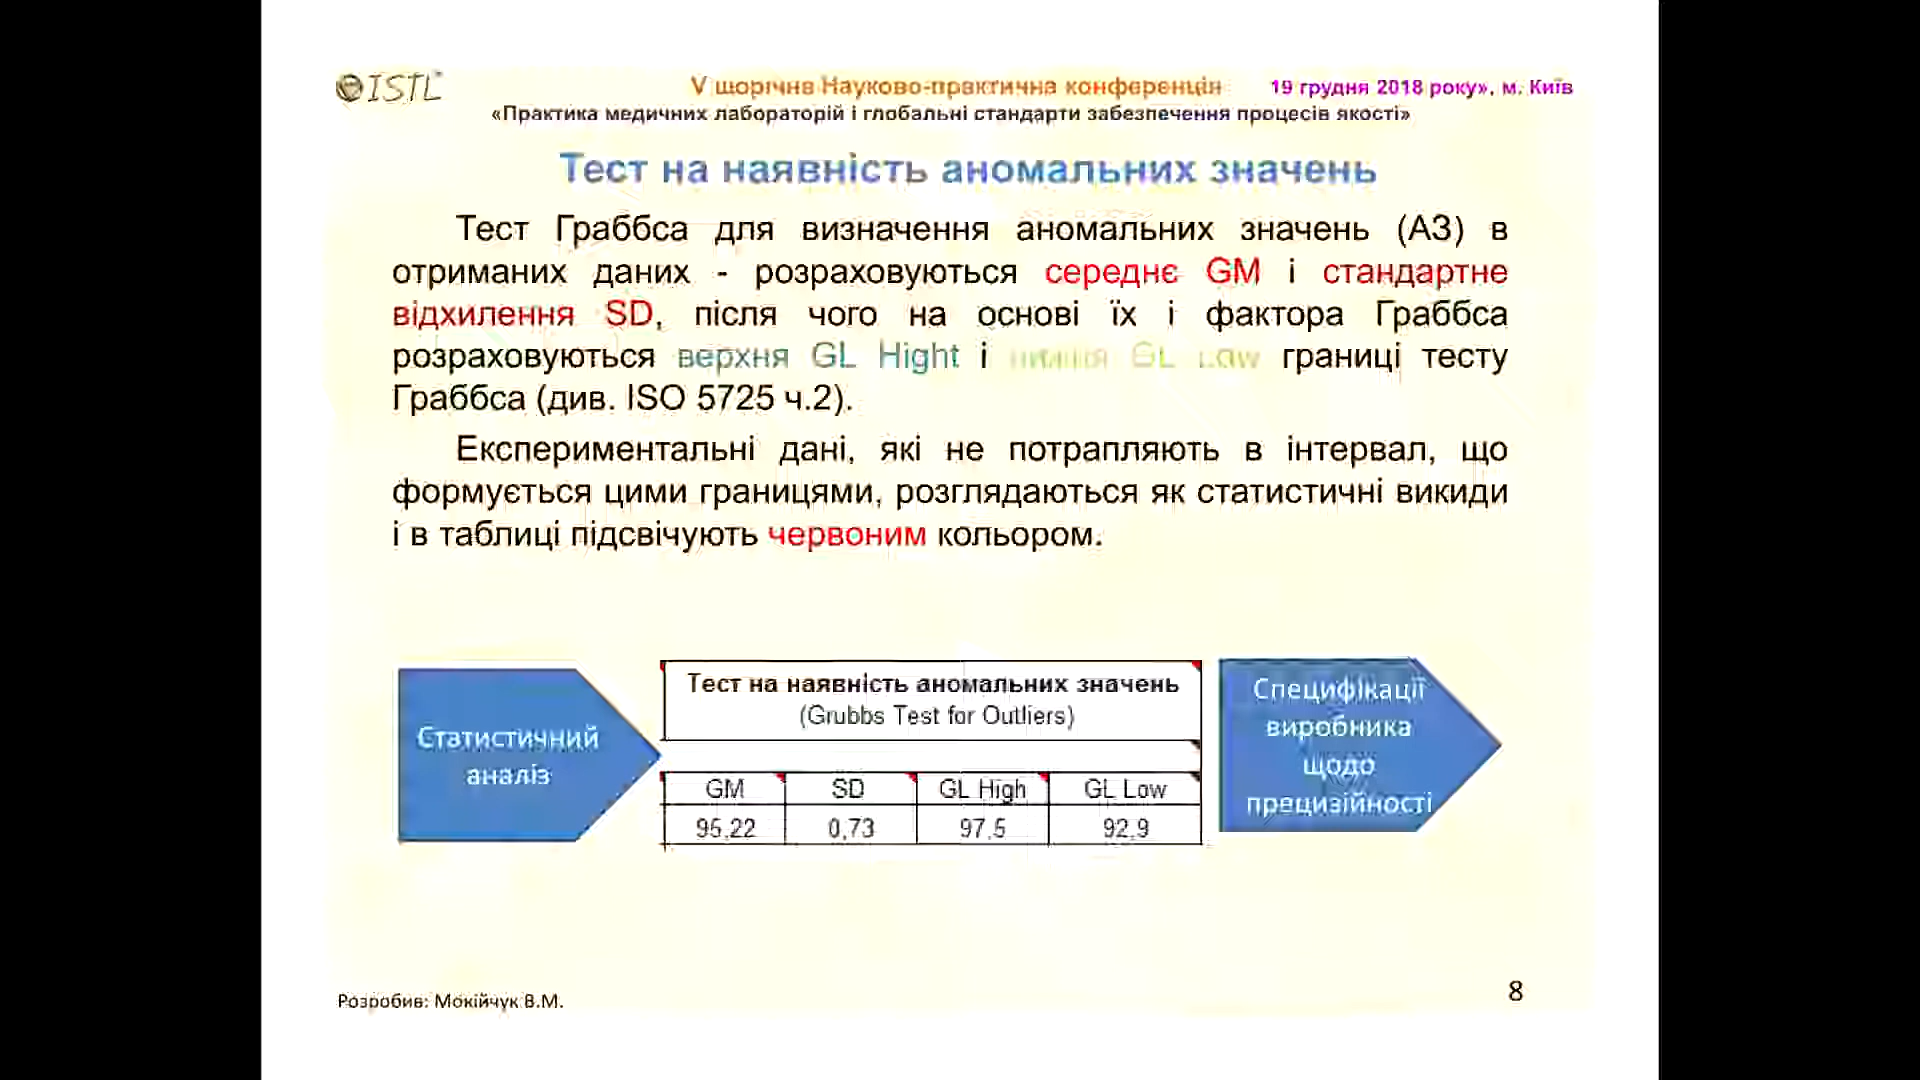 ISTL
V щорічна Науково-практична конференція 19 грудня 2018 року», м. Київ
«Практика медичних лабораторій і глобальні стандарти забезпечення процесів якості»
Тест на наявність аномальних значень
Тест Граббса для визначення аномальних значень (АЗ) в
отриманих даних - розраховуються середнє GM і стандартне
відхилення SD, після чого на основі їх і фактора Граббса
розраховуються верхня GL Hight і нижня GL Low границі тесту
Граббса (див. ISO 5725 ч.2).
Експериментальні дані, які не потрапляють в інтервал, що
формується цими границями, розглядаються як статистичні викиди
і в таблиці підсвічують червоним кольором.
Статистичний
аналіз
Тест на наявність аномальних значень
(Grubbs Test for Outliers)
GM SD GL High GL Low
95,22 0,73 97,5 92,9
Специфікації
виробника
щодо
прецизійності
Розробив: Мокійчук В.М.
8